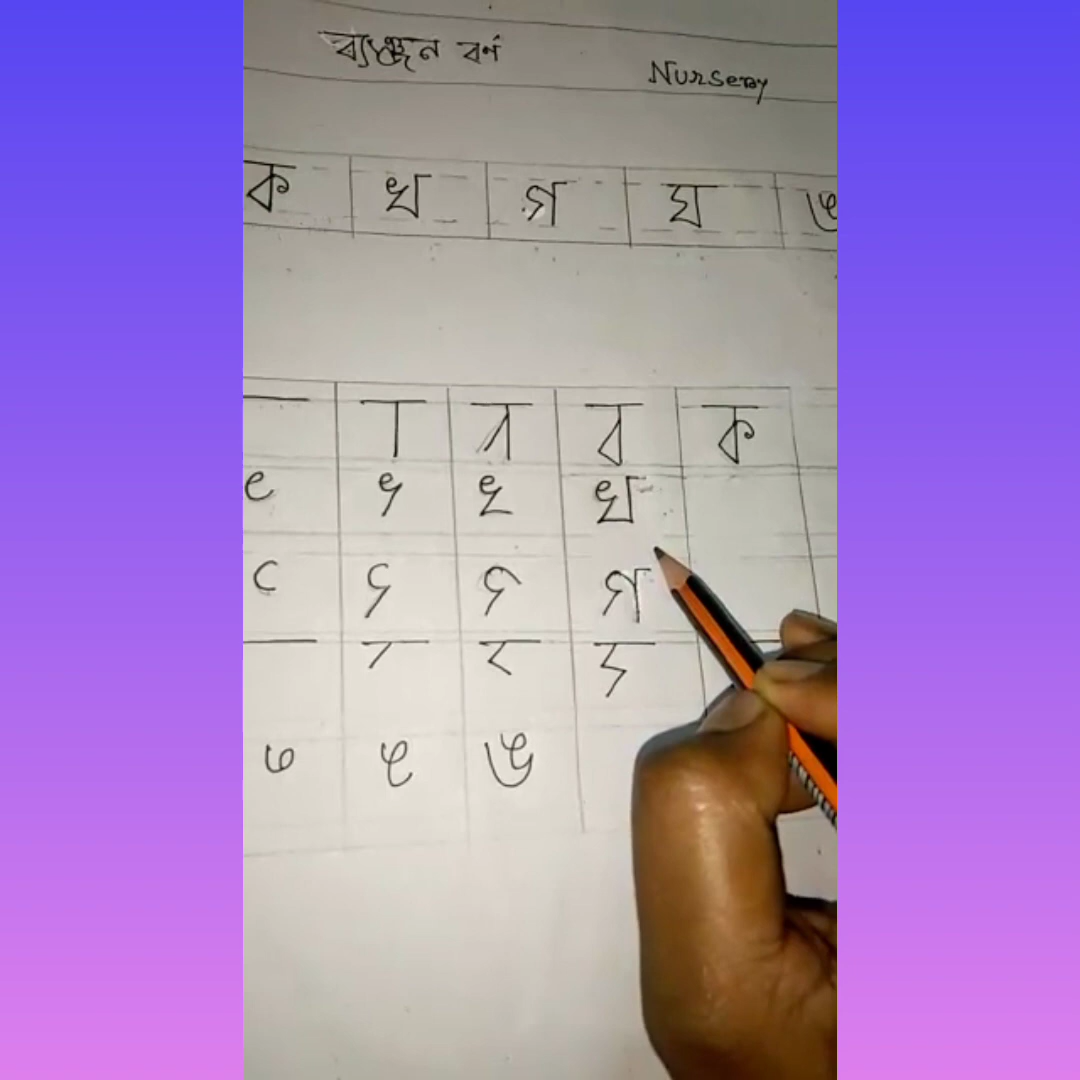 ব্যঞ্জন বর্ণ
Nursery
ক খ গ ঘ ঙ
ব ক
খ
গ
ঙ